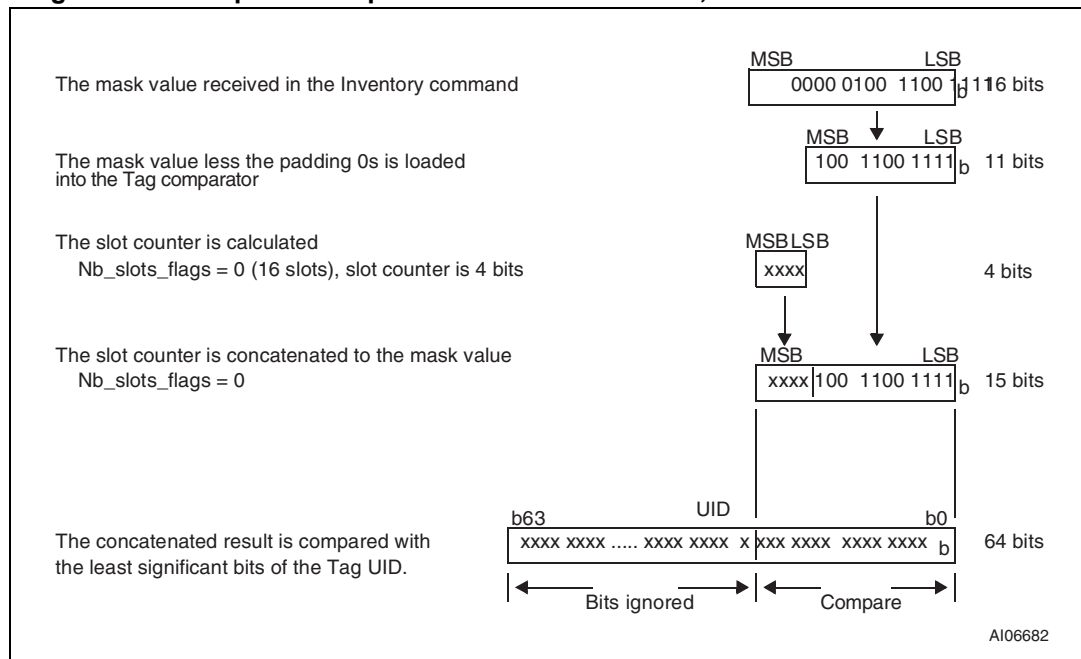 MSB LSB
The mask value received in the Inventory command 0000 0100 1100 1111 b 16 bits
MSB LSB
The mask value less the padding 0s is loaded 100 1100 1111 b 11 bits
into the Tag comparator
The slot counter is calculated MSB LSB
Nb_slots_flags = 0 (16 slots), slot counter is 4 bits xxxx 4 bits
The slot counter is concatenated to the mask value MSB LSB
Nb_slots_flags = 0 xxxx 100 1100 1111 b 15 bits
b63 UID b0
The concatenated result is compared with xxxx xxxx ..... xxxx xxxx x xxx xxxx xxxx xxxx b 64 bits
the least significant bits of the Tag UID.
Bits ignored Compare
AI06682